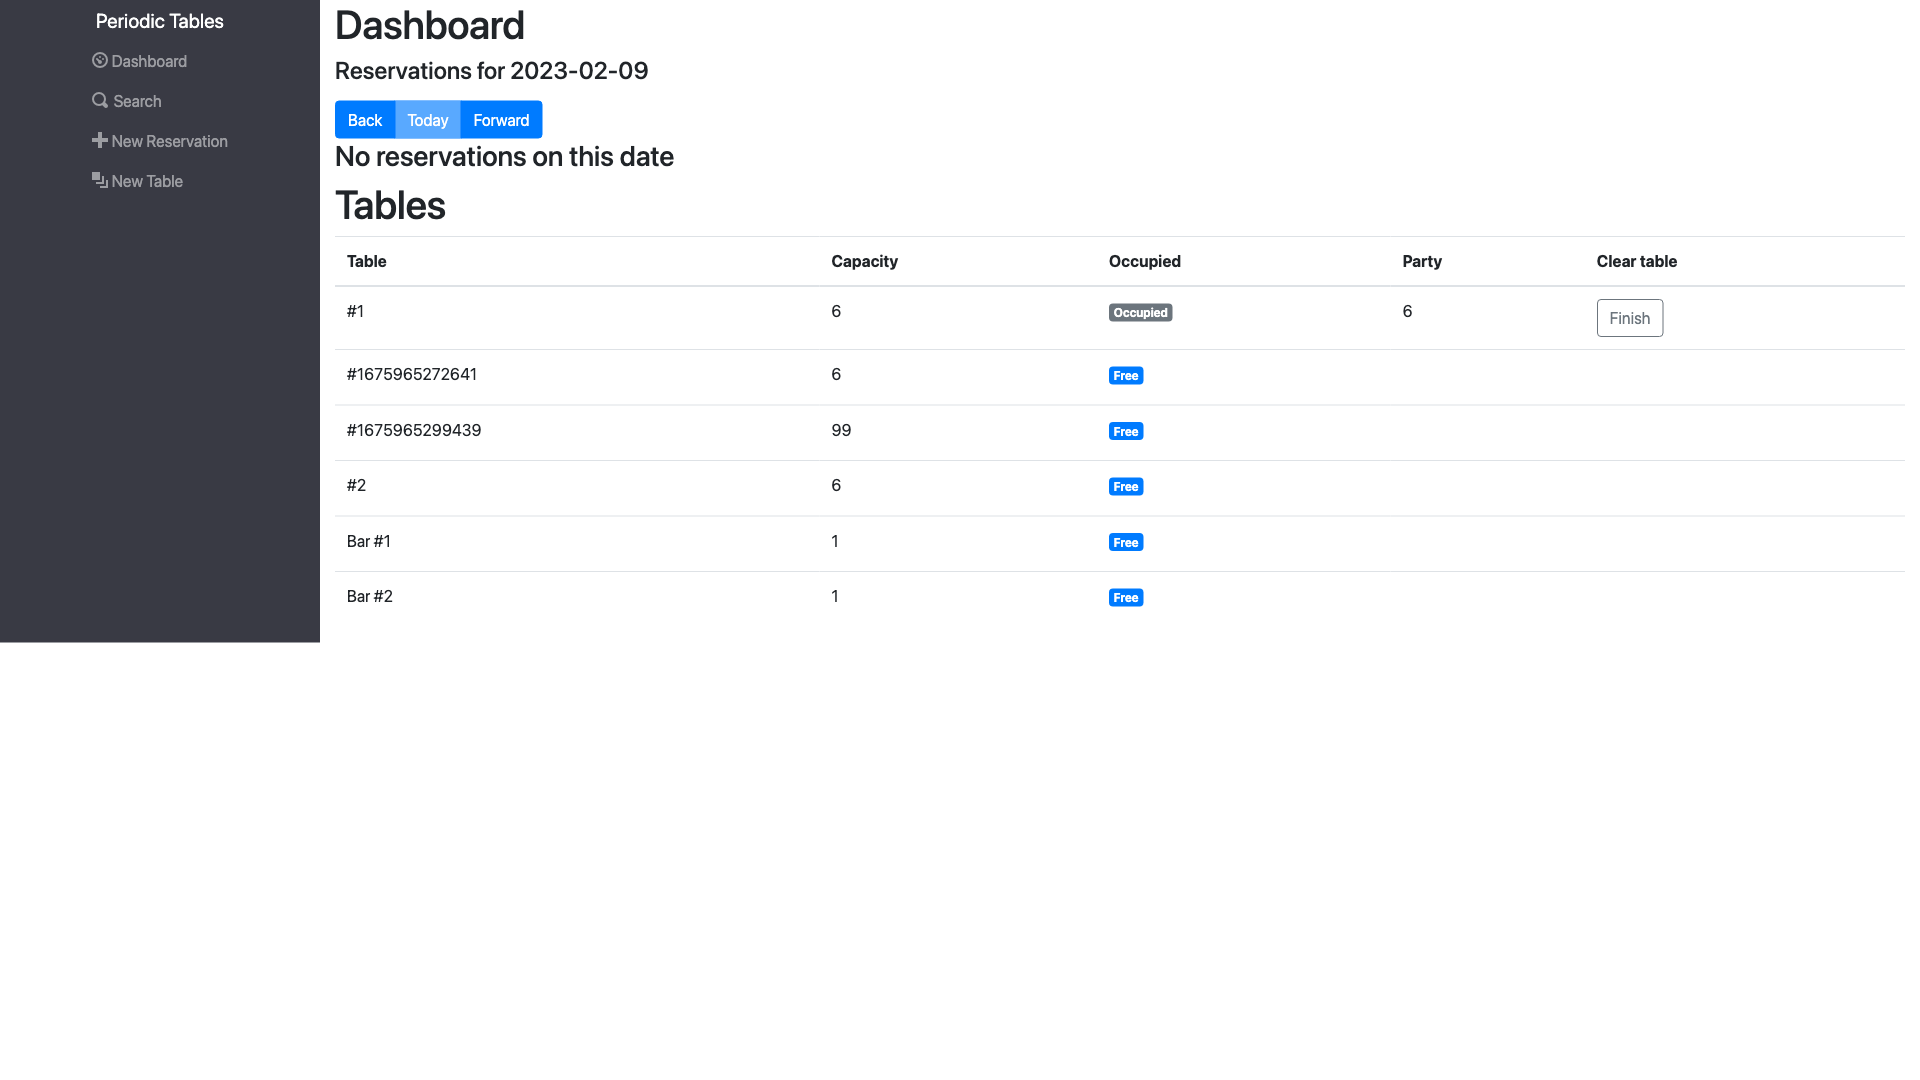 Periodic Tables
Dashboard
Search
New Reservation
New Table
Dashboard
Reservations for 2023-02-09
Back Today Forward
No reservations on this date
Tables
Table Capacity Occupied Party Clear table
#1 6 Occupied 6 Finish
#1675965272641 6 Free
#1675965299439 99 Free
#2 6 Free
Bar #1 1 Free
Bar #2 1 Free